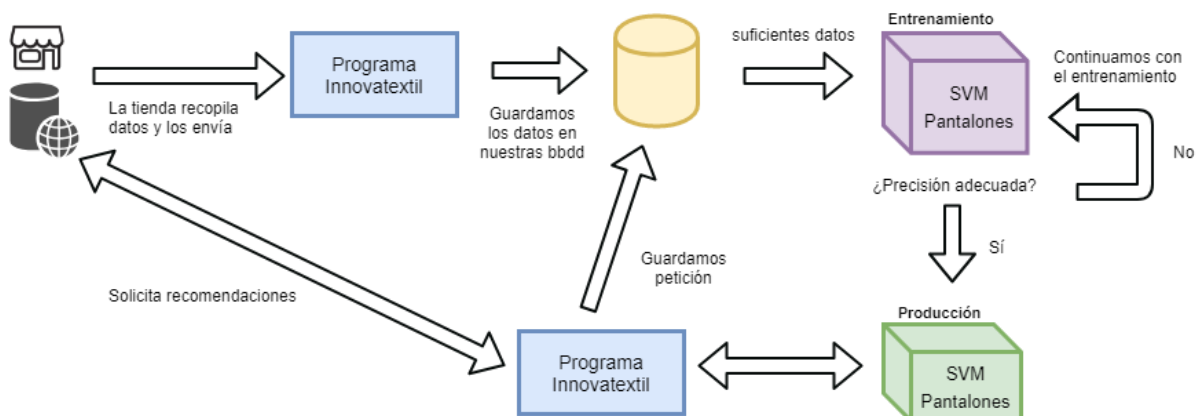 La tienda recopila
datos y los envía
Programa
Innovatextil
Guardamos
los datos en
nuestras bbdd
suficientes datos
Entrenamiento
SVM
Pantalones
Continuamos con
el entrenamiento
No
¿Precisión adecuada?
Sí
Solicita recomendaciones
Guardamos
petición
Programa
Innovatextil
Producción
SVM
Pantalones